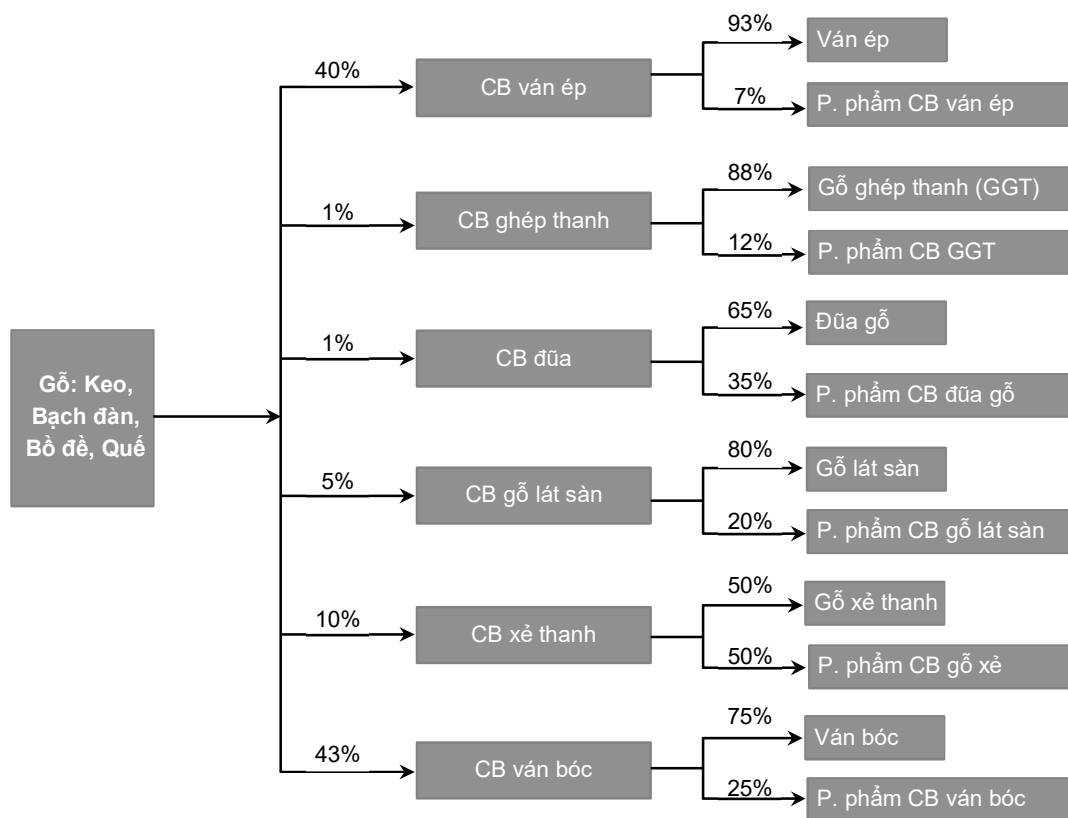 93%
Ván ép
40%
CB ván ép
7%
P. phẩm CB ván ép
88%
Gỗ ghép thanh (GGT)
1%
CB ghép thanh
12%
P. phẩm CB GGT
65%
Đũa gỗ
1%
CB đũa
35%
P. phẩm CB đũa gỗ
Gỗ: Keo,
Bạch đàn,
Bồ đề, Quế
80%
Gỗ lát sàn
5%
CB gỗ lát sàn
20%
P. phẩm CB gỗ lát sàn
50%
Gỗ xẻ thanh
10%
CB xẻ thanh
50%
P. phẩm CB gỗ xẻ
75%
Ván bóc
43%
CB ván bóc
25%
P. phẩm CB ván bóc